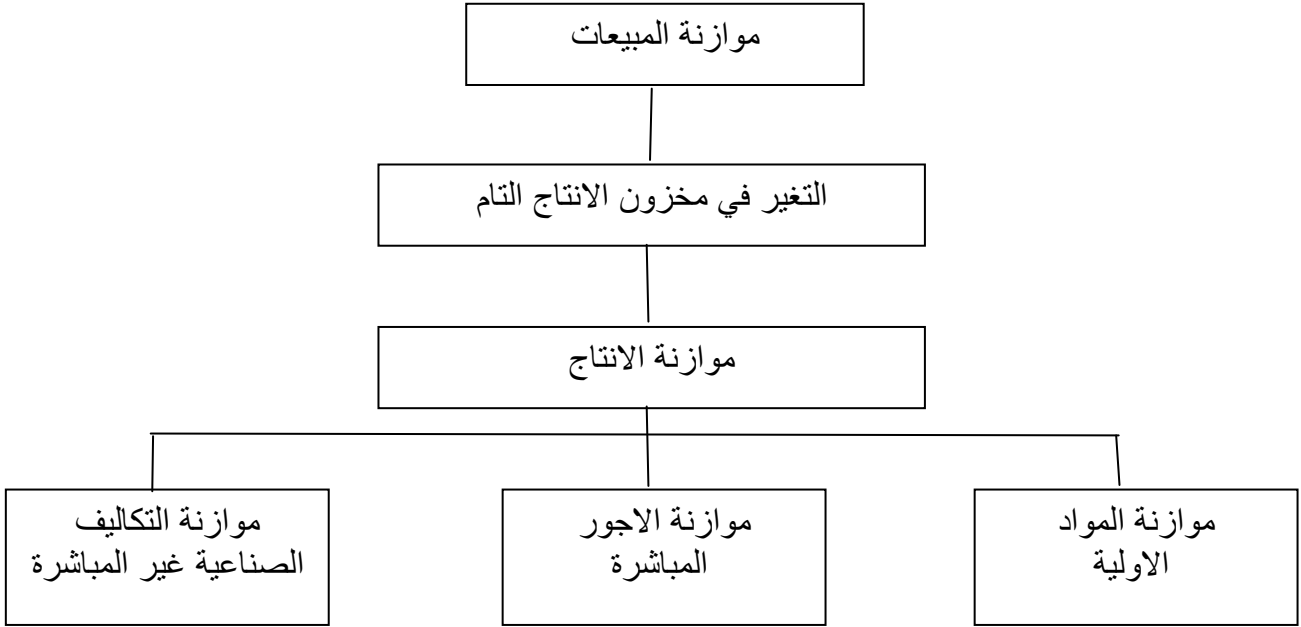 موازنة المبيعات
التغير في مخزون الانتاج التام
موازنة الانتاج
موازنة المواد
الاولية
موازنة الاجور
المباشرة
موازنة التكاليف
الصناعية غير المباشرة